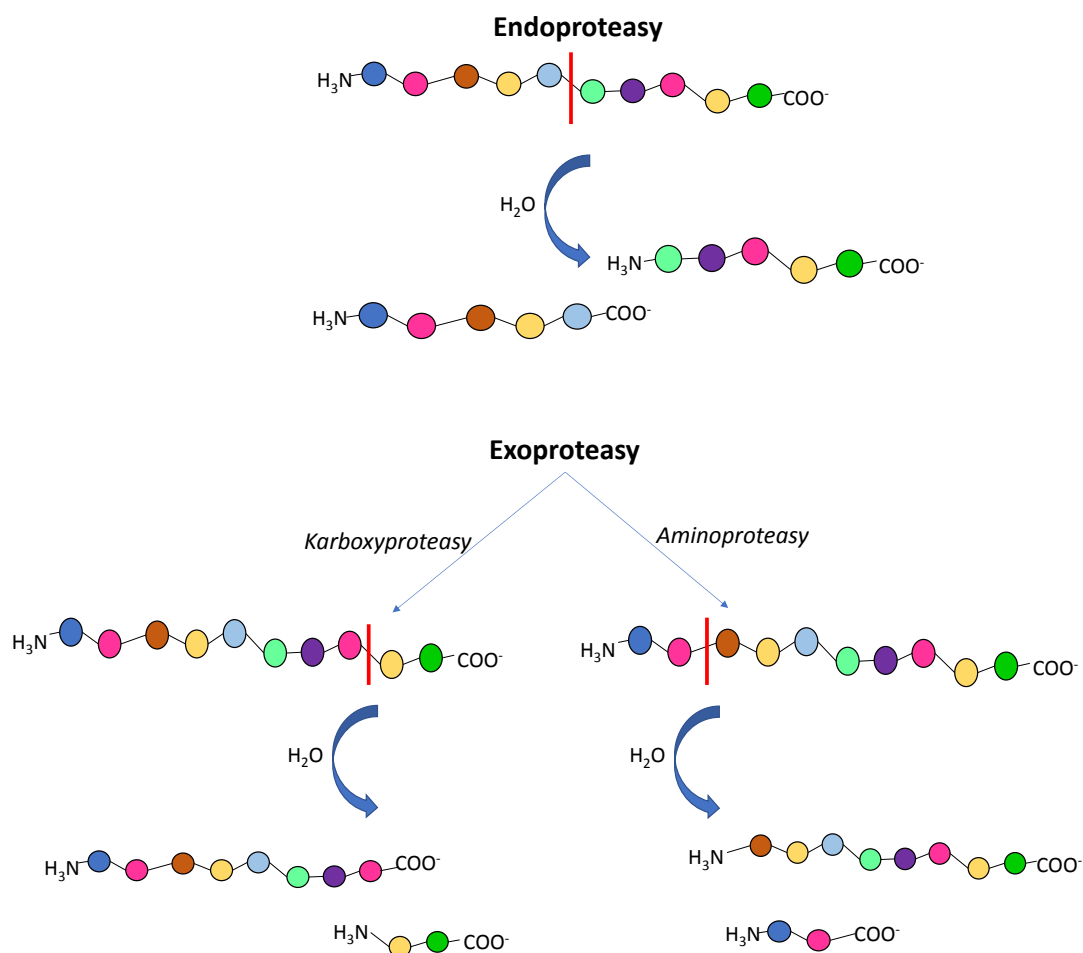 Endoproteasy
H₃N COO⁻
H₂O
H₃N COO⁻
H₃N COO⁻
Exoproteasy
Karboxyproteasy Aminoproteasy
H₃N COO⁻ H₃N COO⁻
H₂O H₂O
H₃N COO⁻ H₃N COO⁻
H₃N COO⁻ H₃N COO⁻